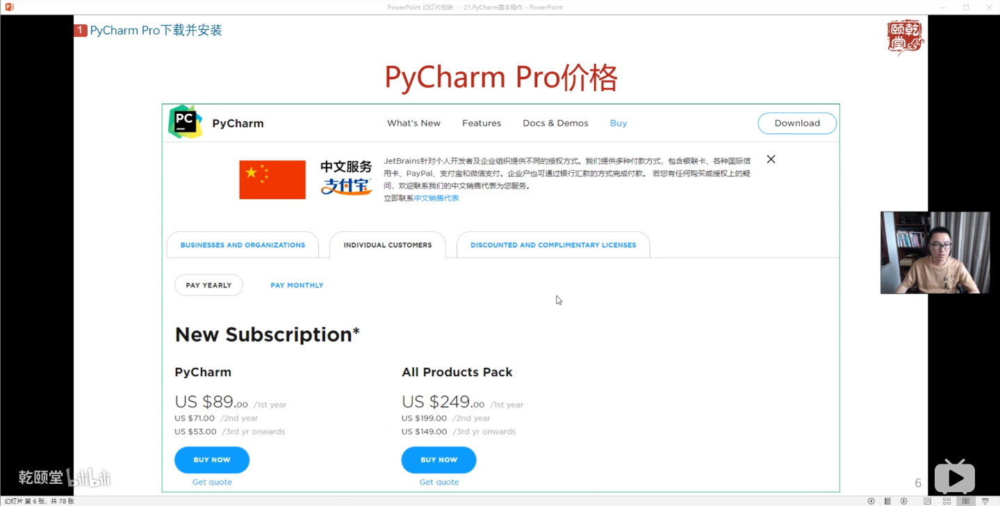 PowerPoint 幻灯片放映 - 21.PyCharm基本操作 - PowerPoint
1 PyCharm Pro下载并安装
颐乾堂
PyCharm Pro价格
PC
PyCharm
What's New Features Docs & Demos Buy
Download
中文服务
支付宝
JetBrains针对个人开发者及企业组织提供不同的授权方式。我们提供多种付款方式，包含银联卡、各种国际信
用卡、PayPal、支付宝和微信支付。企业户也可通过银行汇款的方式完成付款。 若您有任何购买或授权上的疑
问，欢迎联系我们的中文销售代表为您服务。
立即联系中文销售代表
BUSINESSES AND ORGANIZATIONS
INDIVIDUAL CUSTOMERS
DISCOUNTED AND COMPLIMENTARY LICENSES
PAY YEARLY
PAY MONTHLY
New Subscription*
PyCharm
US $89.00 /1st year
US $71.00 /2nd year
US $53.00 /3rd yr onwards
BUY NOW
Get quote
All Products Pack
US $249.00 /1st year
US $199.00 /2nd year
US $149.00 /3rd yr onwards
BUY NOW
Get quote
乾颐堂 bilibili
6
幻灯片 第 6 张，共 78 张